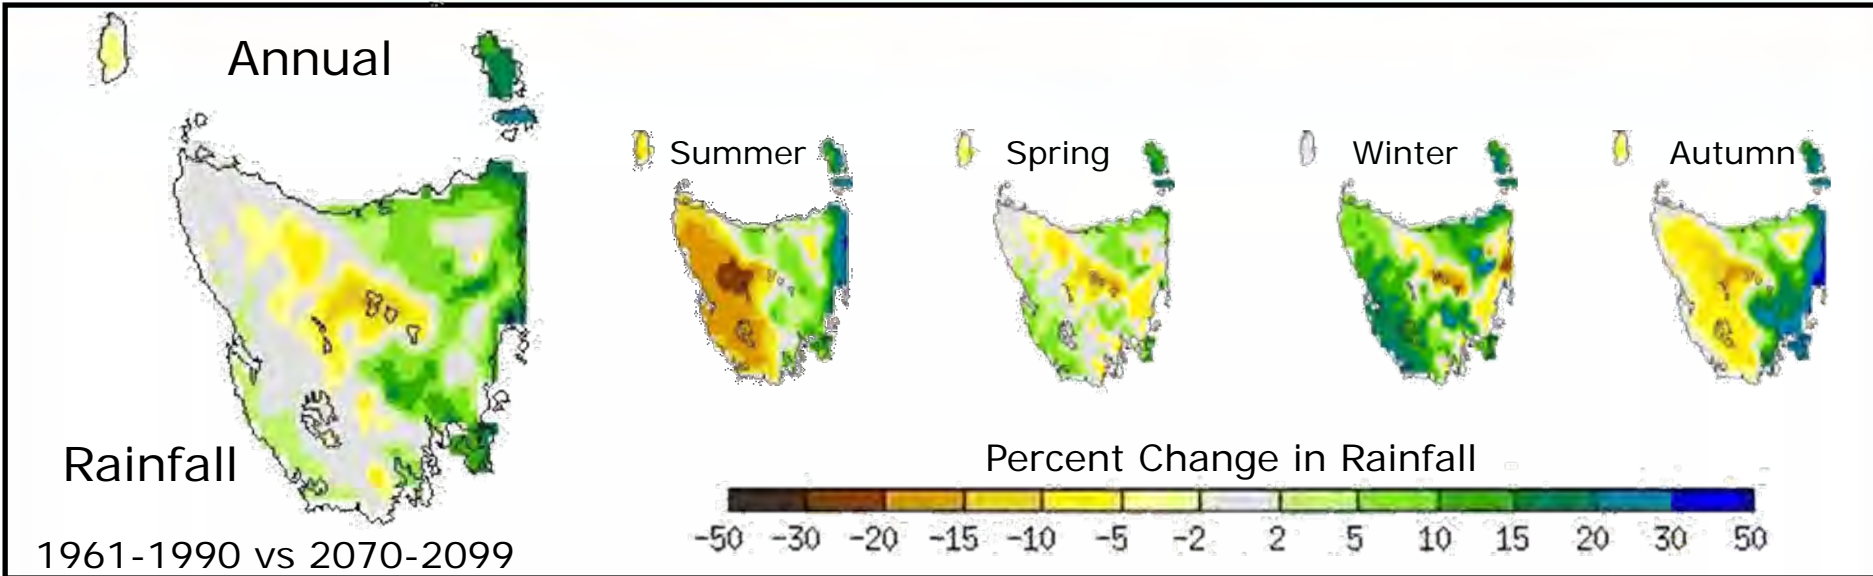 Annual
Summer
Spring
Winter
Autumn
Rainfall
Percent Change in Rainfall
-50 -30 -20 -15 -10 -5 -2 2 5 10 15 20 30 50
1961-1990 vs 2070-2099